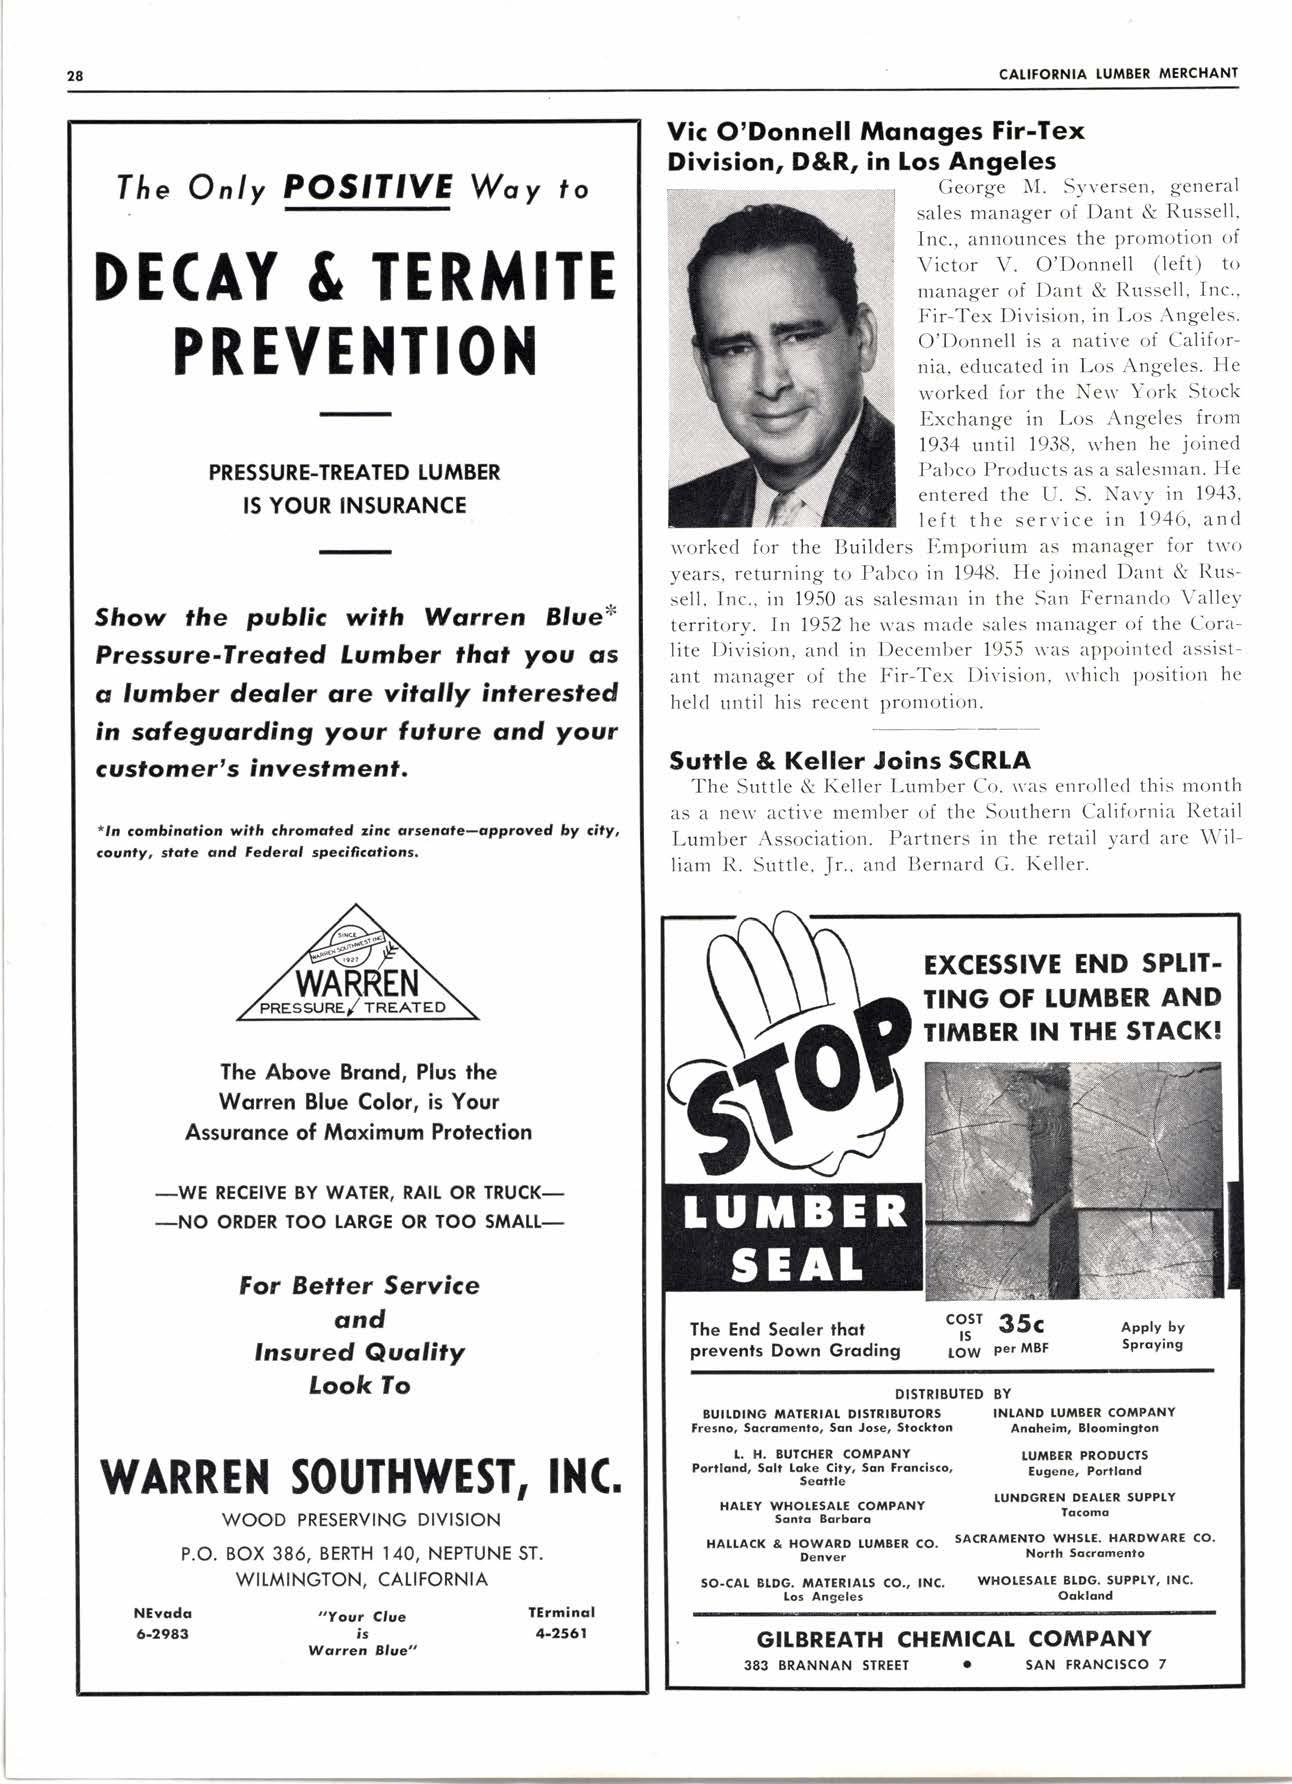 28
CALIFORNIA LUMBER MERCHANT
The Only POSITIVE Way to
DECAY & TERMITE
PREVENTION
PRESSURE-TREATED LUMBER
IS YOUR INSURANCE
Show the public with Warren Blue*
Pressure-Treated Lumber that you as
a lumber dealer are vitally interested
in safeguarding your future and your
customer's investment.
*In combination with chromated zinc arsenate—approved by city,
county, state and Federal specifications.
SINCE
WARREN SOUTHWEST INC.
1927
WARREN
PRESSURE TREATED
The Above Brand, Plus the
Warren Blue Color, is Your
Assurance of Maximum Protection
—WE RECEIVE BY WATER, RAIL OR TRUCK—
—NO ORDER TOO LARGE OR TOO SMALL—
For Better Service
and
Insured Quality
Look To
WARREN SOUTHWEST, INC.
WOOD PRESERVING DIVISION
P.O. BOX 386, BERTH 140, NEPTUNE ST.
WILMINGTON, CALIFORNIA
NEvada
6-2983
"Your Clue
is
Warren Blue"
TErminal
4-2561
Vic O'Donnell Manages Fir-Tex
Division, D&R, in Los Angeles
George M. Syversen, general
sales manager of Dant & Russell,
Inc., announces the promotion of
Victor V. O'Donnell (left) to
manager of Dant & Russell, Inc.,
Fir-Tex Division, in Los Angeles.
O'Donnell is a native of Califor-
nia, educated in Los Angeles. He
worked for the New York Stock
Exchange in Los Angeles from
1934 until 1938, when he joined
Pabco Products as a salesman. He
entered the U. S. Navy in 1943,
left the service in 1946, and
worked for the Builders Emporium as manager for two
years, returning to Pabco in 1948. He joined Dant & Rus-
sell, Inc., in 1950 as salesman in the San Fernando Valley
territory. In 1952 he was made sales manager of the Cora-
lite Division, and in December 1955 was appointed assist-
ant manager of the Fir-Tex Division, which position he
held until his recent promotion.
Suttle & Keller Joins SCRLA
The Suttle & Keller Lumber Co. was enrolled this month
as a new active member of the Southern California Retail
Lumber Association. Partners in the retail yard are Wil-
liam R. Suttle, Jr., and Bernard G. Keller.
STOP
EXCESSIVE END SPLIT-
TING OF LUMBER AND
TIMBER IN THE STACK!
LUMBER
SEAL
The End Sealer that
prevents Down Grading
COST
IS
LOW
35c
per MBF
Apply by
Spraying
DISTRIBUTED BY
BUILDING MATERIAL DISTRIBUTORS
Fresno, Sacramento, San Jose, Stockton
L. H. BUTCHER COMPANY
Portland, Salt Lake City, San Francisco,
Seattle
HALEY WHOLESALE COMPANY
Santa Barbara
HALLACK & HOWARD LUMBER CO.
Denver
SO-CAL BLDG. MATERIALS CO., INC.
Los Angeles
INLAND LUMBER COMPANY
Anaheim, Bloomington
LUMBER PRODUCTS
Eugene, Portland
LUNDGREN DEALER SUPPLY
Tacoma
SACRAMENTO WHSLE. HARDWARE CO.
North Sacramento
WHOLESALE BLDG. SUPPLY, INC.
Oakland
GILBREATH CHEMICAL COMPANY
383 BRANNAN STREET • SAN FRANCISCO 7